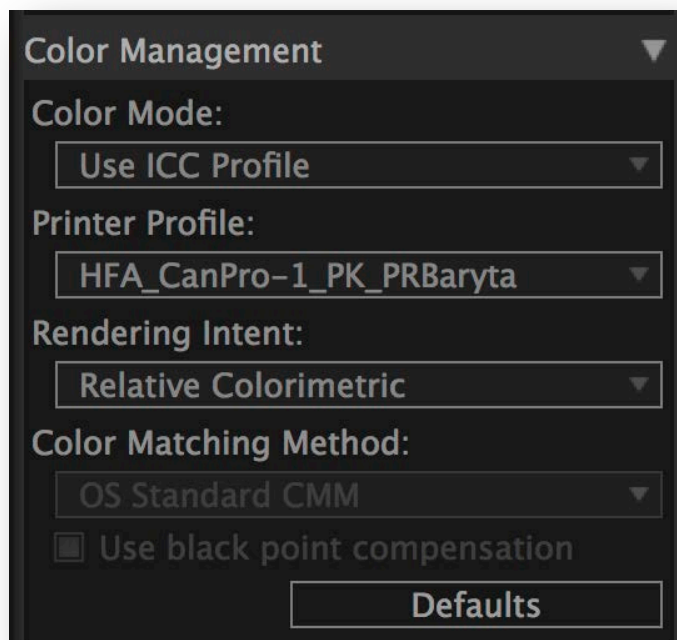 Color Management
Color Mode:
Use ICC Profile
Printer Profile:
HFA_CanPro-1_PK_PRBaryta
Rendering Intent:
Relative Colorimetric
Color Matching Method:
OS Standard CMM
Use black point compensation
Defaults